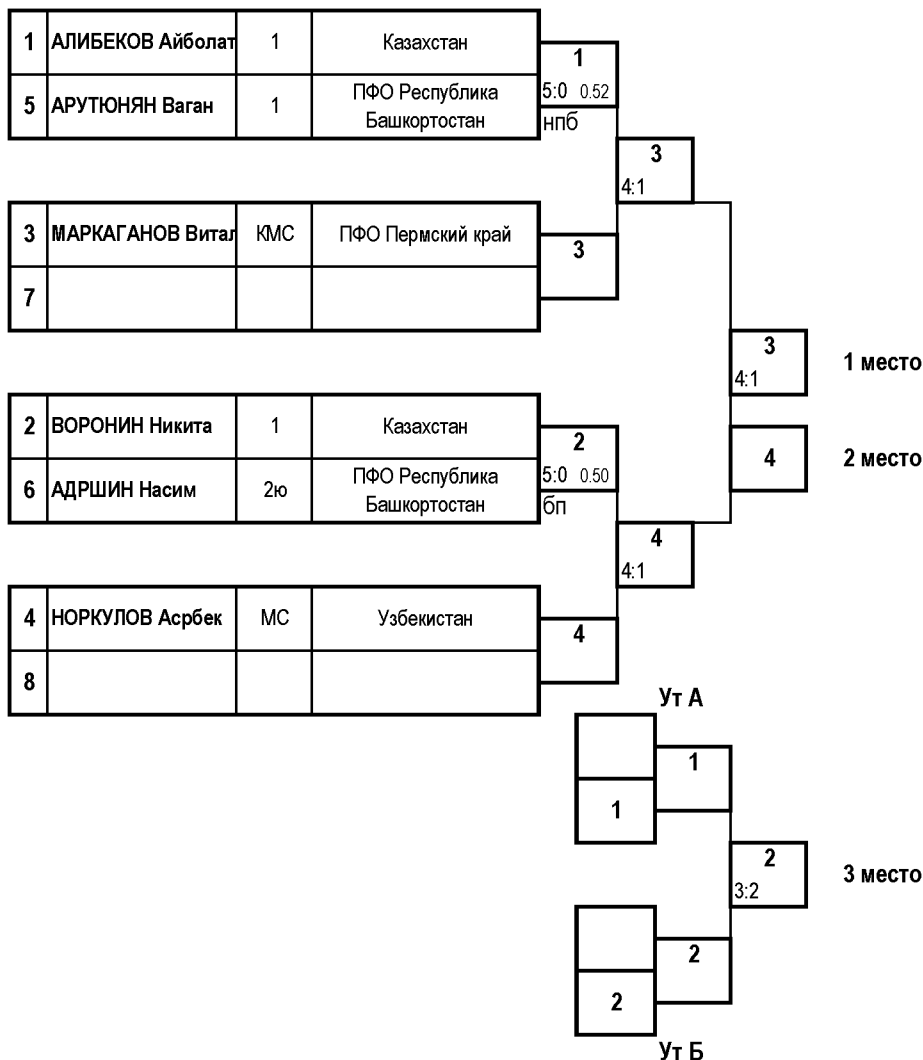 1 АЛИБЕКОВ Айболат 1 Казахстан
5 АРУТЮНЯН Ваган 1 ПФО Республика Башкортостан
1
5:0 0.52
нпб
3
4:1
3 МАРКАГАНОВ Витал КМС ПФО Пермский край
7
3
3
4:1
1 место
2 ВОРОНИН Никита 1 Казахстан
6 АДРШИН Насим 2ю ПФО Республика Башкортостан
2
5:0 0.50
бп
4
2 место
4
4:1
4 НОРКУЛОВ Асрбек МС Узбекистан
8
4
Ут А
1
1
2
3:2
3 место
2
2
Ут Б